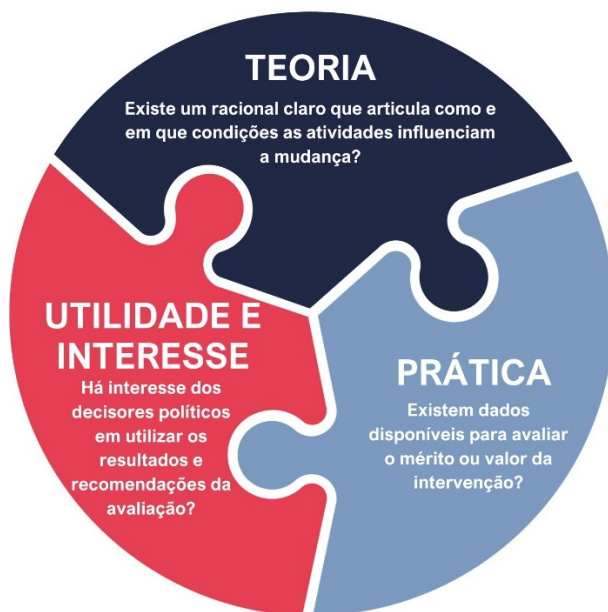 TEORIA
Existe um racional claro que articula como e
em que condições as atividades influenciam
a mudança?
UTILIDADE E
INTERESSE
Há interesse dos
decisores políticos
em utilizar os
resultados e
recomendações da
avaliação?
PRÁTICA
Existem dados
disponíveis para avaliar
o mérito ou valor da
intervenção?